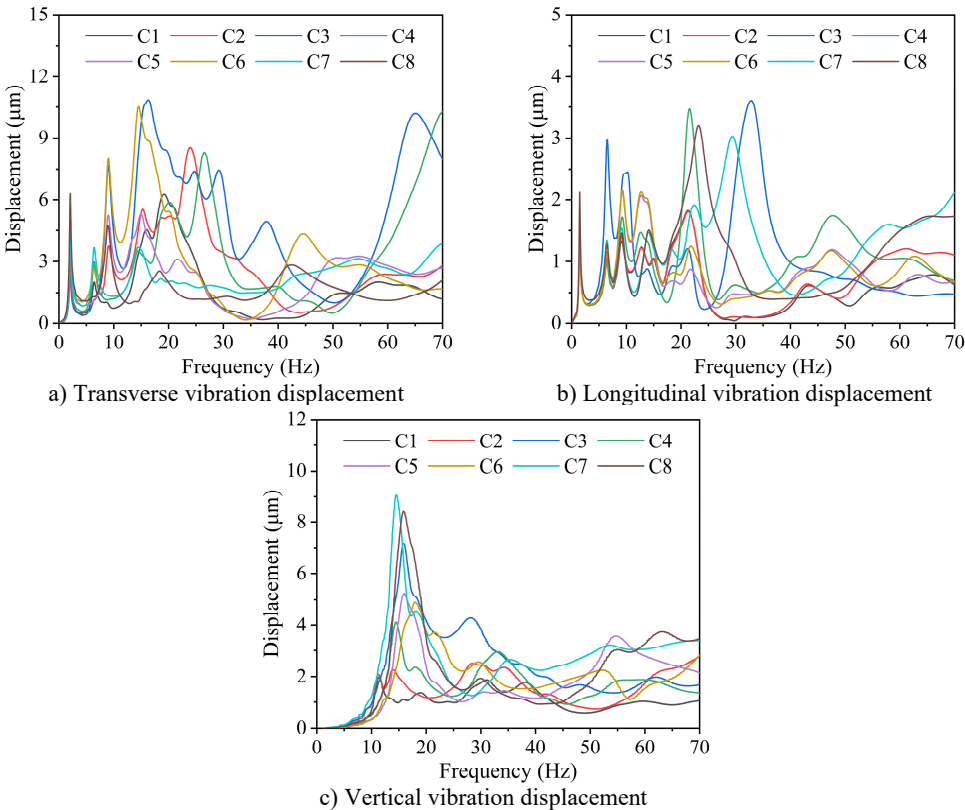 15
12
9
6
3
0
Displacement (μm)
C1 C2 C3 C4
C5 C6 C7 C8
0 10 20 30 40 50 60 70
Frequency (Hz)
a) Transverse vibration displacement
5
4
3
2
1
0
Displacement (μm)
C1 C2 C3 C4
C5 C6 C7 C8
0 10 20 30 40 50 60 70
Frequency (Hz)
b) Longitudinal vibration displacement
12
10
8
6
4
2
0
Displacement (μm)
C1 C2 C3 C4
C5 C6 C7 C8
0 10 20 30 40 50 60 70
Frequency (Hz)
c) Vertical vibration displacement